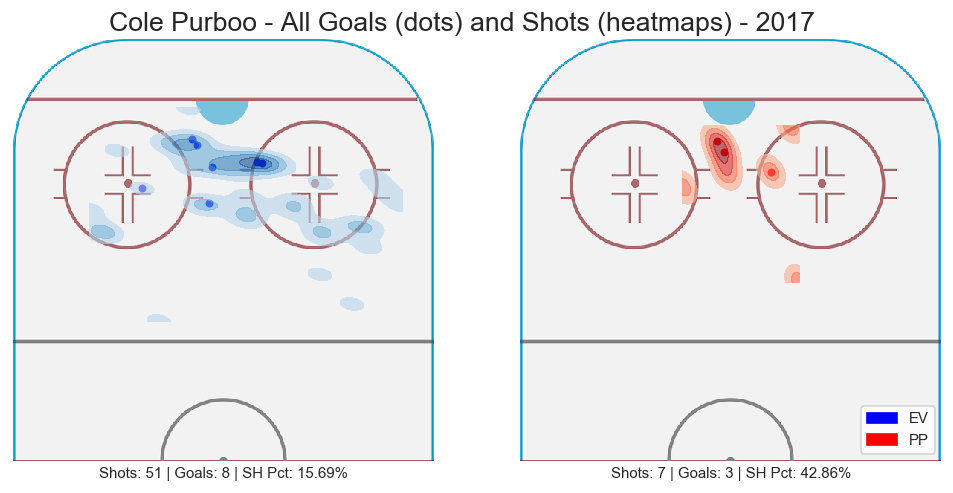 Cole Purboo - All Goals (dots) and Shots (heatmaps) - 2017
EV
PP
Shots: 51 | Goals: 8 | SH Pct: 15.69%
Shots: 7 | Goals: 3 | SH Pct: 42.86%